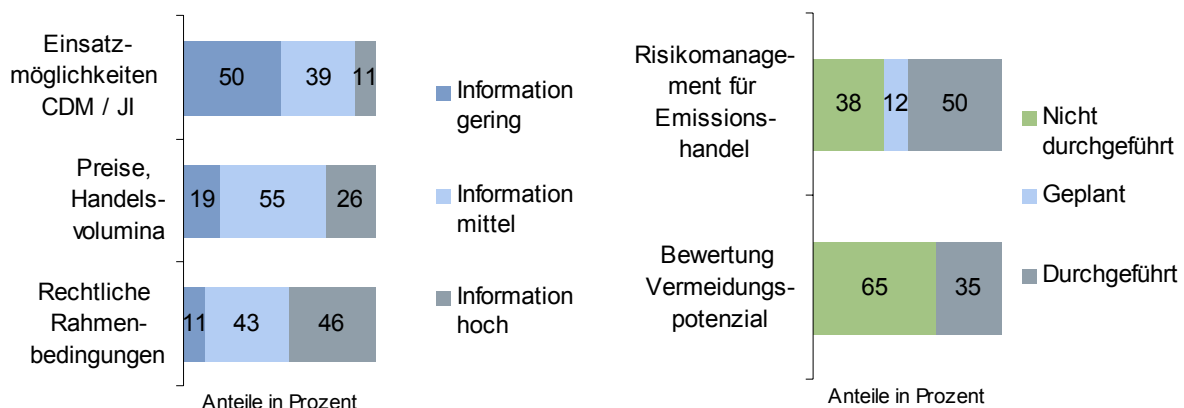 Einsatz-
möglichkeiten
CDM / JI
50 39 11
Preise,
Handels-
volumina
19 55 26
Rechtliche
Rahmen-
bedingungen
11 43 46
Anteile in Prozent
Information
gering
Information
mittel
Information
hoch
Risikomanage-
ment für
Emissions-
handel
38 12 50
Bewertung
Vermeidungs-
potenzial
65 35
Anteile in Prozent
Nicht
durchgeführt
Geplant
Durchgeführt